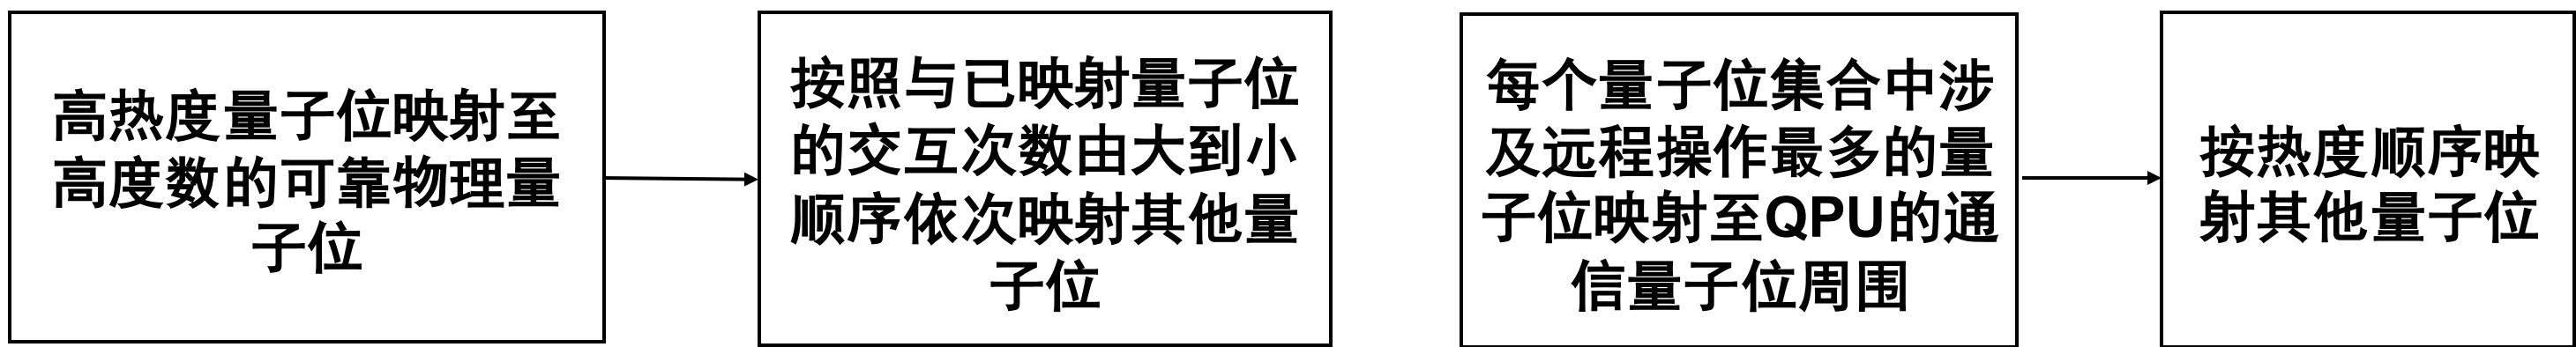 高热度量子位映射至
高度数的可靠物理量
子位
按照与已映射量子位
的交互次数由大到小
顺序依次映射其他量
子位
每个量子位集合中涉
及远程操作最多的量
子位映射至QPU的通
信量子位周围
按热度顺序映
射其他量子位